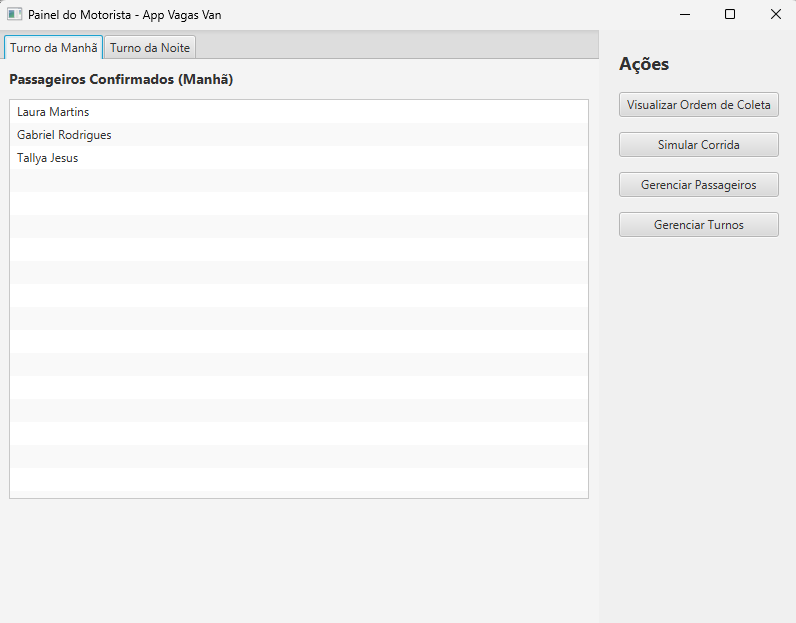 Painel do Motorista - App Vagas Van
Turno da Manhã
Turno da Noite
Passageiros Confirmados (Manhã)
Laura Martins
Gabriel Rodrigues
Tallya Jesus
Ações
Visualizar Ordem de Coleta
Simular Corrida
Gerenciar Passageiros
Gerenciar Turnos